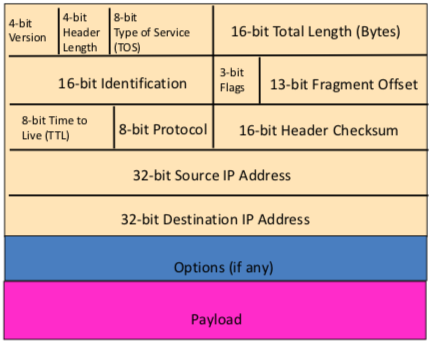 4-bit
Version
4-bit
Header
Length
8-bit
Type of Service
(TOS)
16-bit Total Length (Bytes)
16-bit Identification
3-bit
Flags
13-bit Fragment Offset
8-bit Time to
Live (TTL)
8-bit Protocol
16-bit Header Checksum
32-bit Source IP Address
32-bit Destination IP Address
Options (if any)
Payload